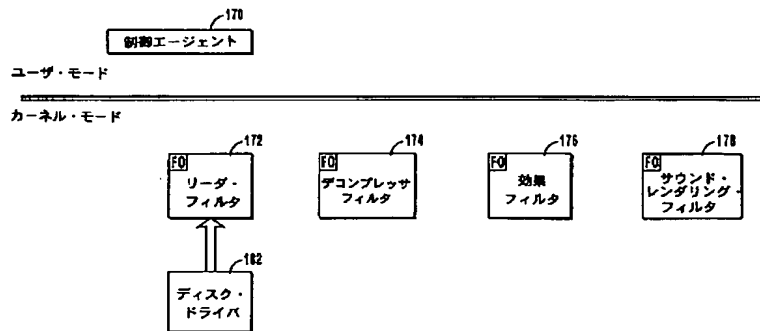 170
制御エージェント
ユーザ・モード
カーネル・モード
172
174
176
178
FO
リーダ・
フィルタ
FO
デコンプレッサ
フィルタ
FO
効果
フィルタ
FO
サウンド・
レンダリング・
フィルタ
182
ディスク・
ドライバ